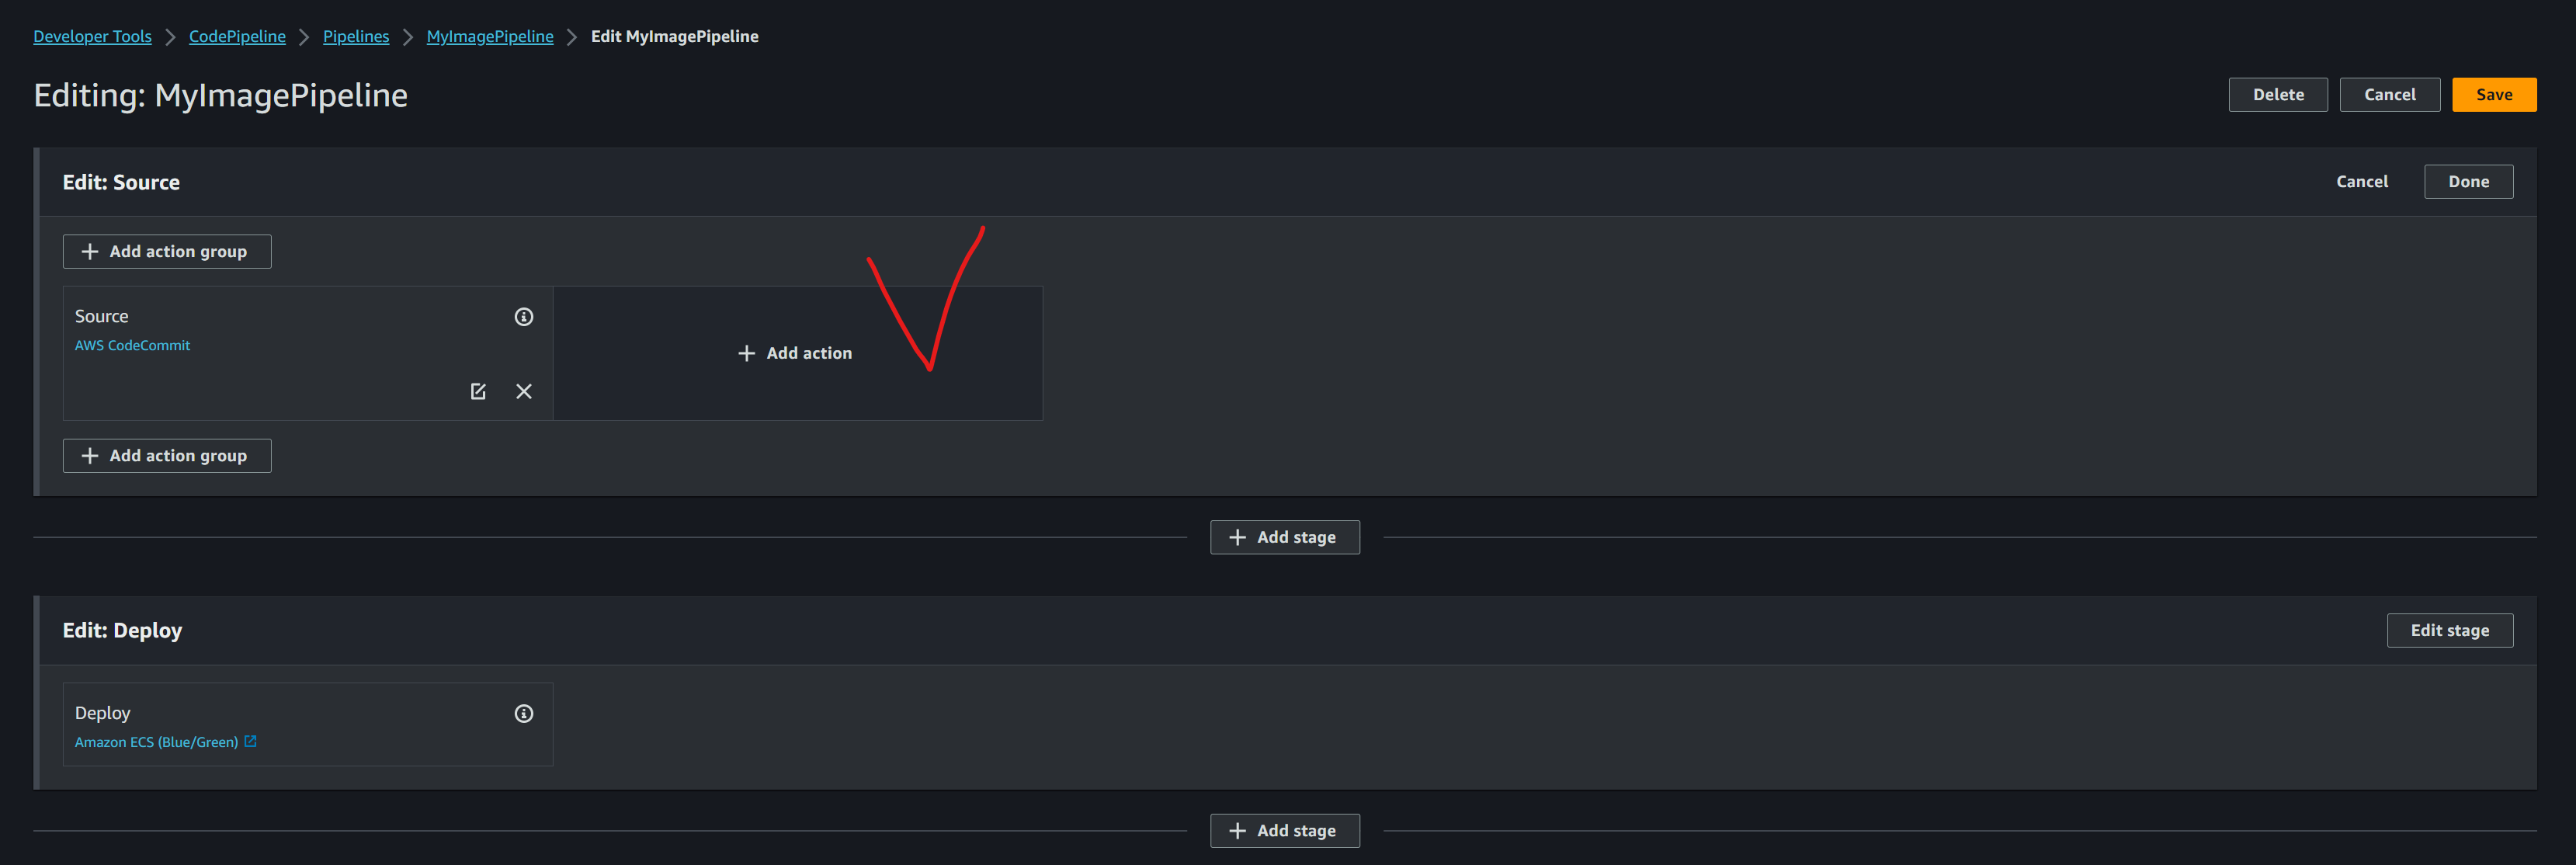 Developer Tools > CodePipeline > Pipelines > MyImagePipeline > Edit MyImagePipeline
Editing: MyImagePipeline
Delete Cancel Save
Edit: Source
Cancel Done
+ Add action group
Source
AWS CodeCommit
+ Add action
+ Add action group
+ Add stage
Edit: Deploy
Edit stage
Deploy
Amazon ECS (Blue/Green)
+ Add stage